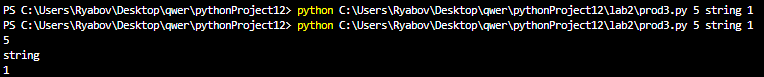 PS C:\Users\Ryabov\Desktop\qwer\pythonProject12> python C:\Users\Ryabov\Desktop\qwer\pythonProject12\lab2\prod3.py 5 string 1
PS C:\Users\Ryabov\Desktop\qwer\pythonProject12> python C:\Users\Ryabov\Desktop\qwer\pythonProject12\lab2\prod3.py 5 string 1
5
string
1